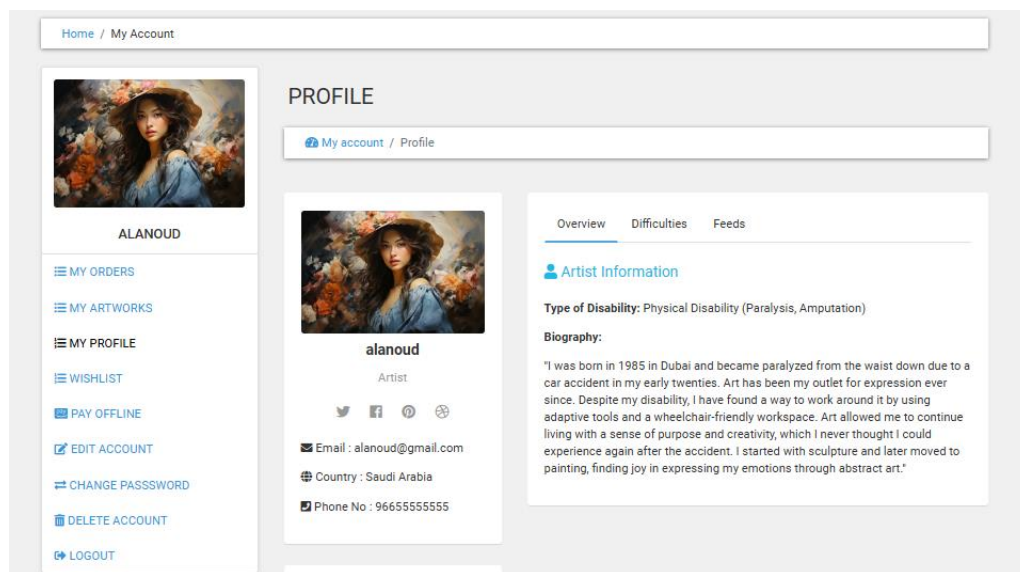 Home / My Account
ALANOUD
MY ORDERS
MY ARTWORKS
MY PROFILE
WISHLIST
PAY OFFLINE
EDIT ACCOUNT
CHANGE PASSSWORD
DELETE ACCOUNT
LOGOUT
PROFILE
My account / Profile
alanoud
Artist
Email : alanoud@gmail.com
Country : Saudi Arabia
Phone No : 96655555555
Overview Difficulties Feeds
Artist Information
Type of Disability: Physical Disability (Paralysis, Amputation)
Biography:
"I was born in 1985 in Dubai and became paralyzed from the waist down due to a
car accident in my early twenties. Art has been my outlet for expression ever
since. Despite my disability, I have found a way to work around it by using
adaptive tools and a wheelchair-friendly workspace. Art allowed me to continue
living with a sense of purpose and creativity, which I never thought I could
experience again after the accident. I started with sculpture and later moved to
painting, finding joy in expressing my emotions through abstract art."